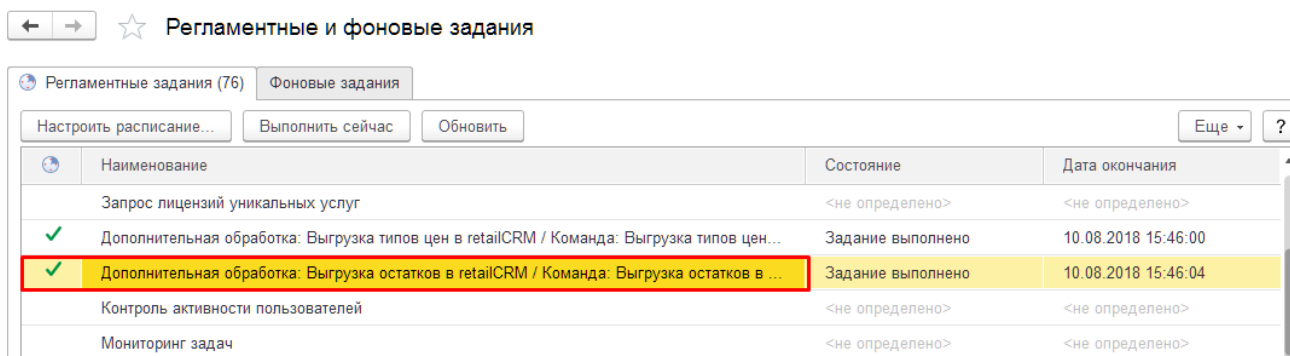 Регламентные и фоновые задания
Регламентные задания (76) Фоновые задания
Настроить расписание... Выполнить сейчас Обновить Еще ?
Наименование Состояние Дата окончания
Запрос лицензий уникальных услуг <не определено> <не определено>
Дополнительная обработка: Выгрузка типов цен в retailCRM / Команда: Выгрузка типов цен... Задание выполнено 10.08.2018 15:46:00
Дополнительная обработка: Выгрузка остатков в retailCRM / Команда: Выгрузка остатков в ... Задание выполнено 10.08.2018 15:46:04
Контроль активности пользователей <не определено> <не определено>
Мониторинг задач <не определено> <не определено>